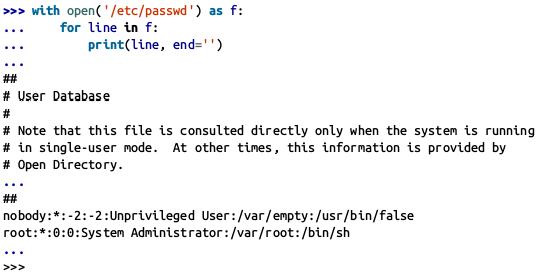 >>> with open('/etc/passwd') as f:
...     for line in f:
...         print(line, end='')
...
##
# User Database
#
# Note that this file is consulted directly only when the system is running
# in single-user mode.  At other times, this information is provided by
# Open Directory.
...
##
nobody:*:-2:-2:Unprivileged User:/var/empty:/usr/bin/false
root:*:0:0:System Administrator:/var/root:/bin/sh
...
>>>